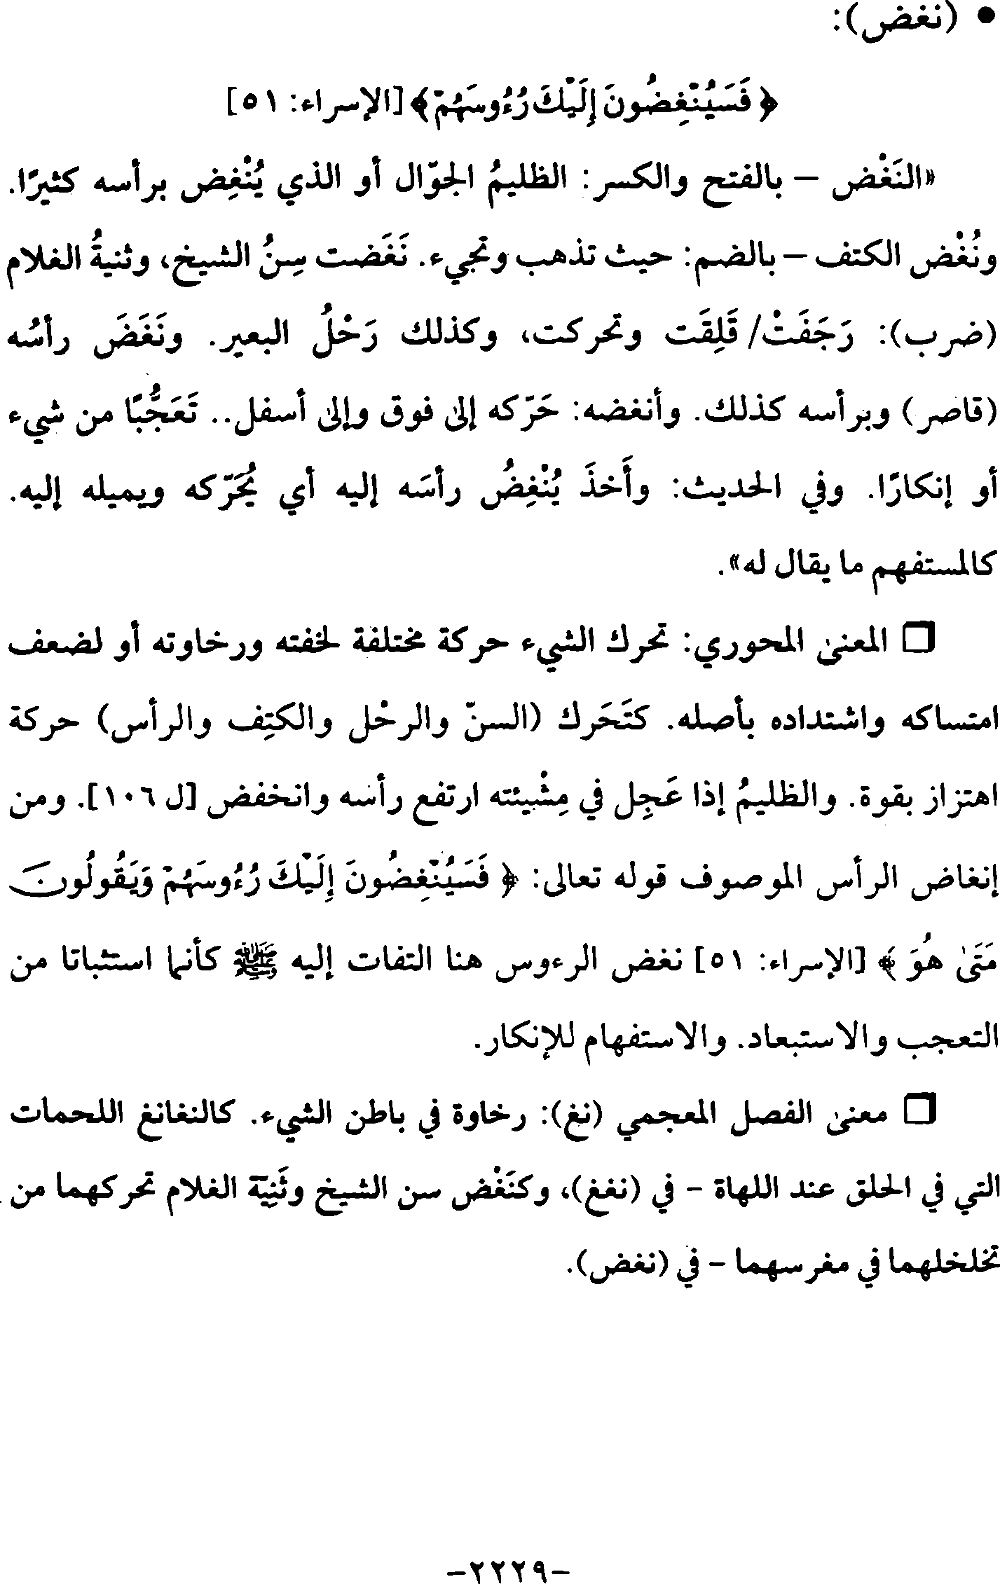 • (نغض):
﴿فَسَيُنْغِضُونَ إِلَيْكَ رُءُوسَهُمْ﴾ [الإسراء: ٥١]
«النَغْض – بالفتح والكسر: الظليمُ الجوّال أو الذي يُنْغِض برأسه كثيرًا.
ونُغْض الكتف – بالضم: حيث تذهب وتجيء. نَغَضت سِنُ الشيخ، وثنيةُ الغلام
(ضرب): رَجَفَتْ/ قَلِقَت وتحركت، وكذلك رَحْلُ البعير. ونَغَضَ رأسُه
(قاصر) وبرأسه كذلك. وأنغضه: حَرّكه إلى فوق وإلى أسفل.. تَعَجُّبًا من شيء
أو إنكارًا. وفي الحديث: وأَخذَ يُنْغِضُ رأسَه إليه أي يُحَرّكه ويميله إليه.
كالمستفهم ما يقال له».
❏ المعنى المحوري: تحرك الشيء حركة مختلفة لخفته ورخاوته أو لضعف
امتساكه واشتداده بأصله. كتَحَرك (السنّ والرحْل والكتِف والرأس) حركة
اهتزاز بقوة. والظليمُ إذا عَجِل في مِشْيئته ارتفع رأسه وانخفض [ل ١٠٦]. ومن
إنغاض الرأس الموصوف قوله تعالى: ﴿فَسَيُنْغِضُونَ إِلَيْكَ رُءُوسَهُمْ وَيَقُولُونَ
مَتَىٰ هُوَ﴾ [الإسراء: ٥١] نغض الرءوس هنا التفات إليه ﷺ كأنما استثباتا من
التعجب والاستبعاد. والاستفهام للإنكار.
❏ معنى الفصل المعجمي (نغ): رخاوة في باطن الشيء. كالنغانغ اللحمات
التي في الحلق عند اللهاة - في (نغغ)، وكنَغْض سن الشيخ وثَنِيّة الغلام تحركهما من
تخلخلهما في مغرسهما - في (نغض).
-٢٢٢٩-